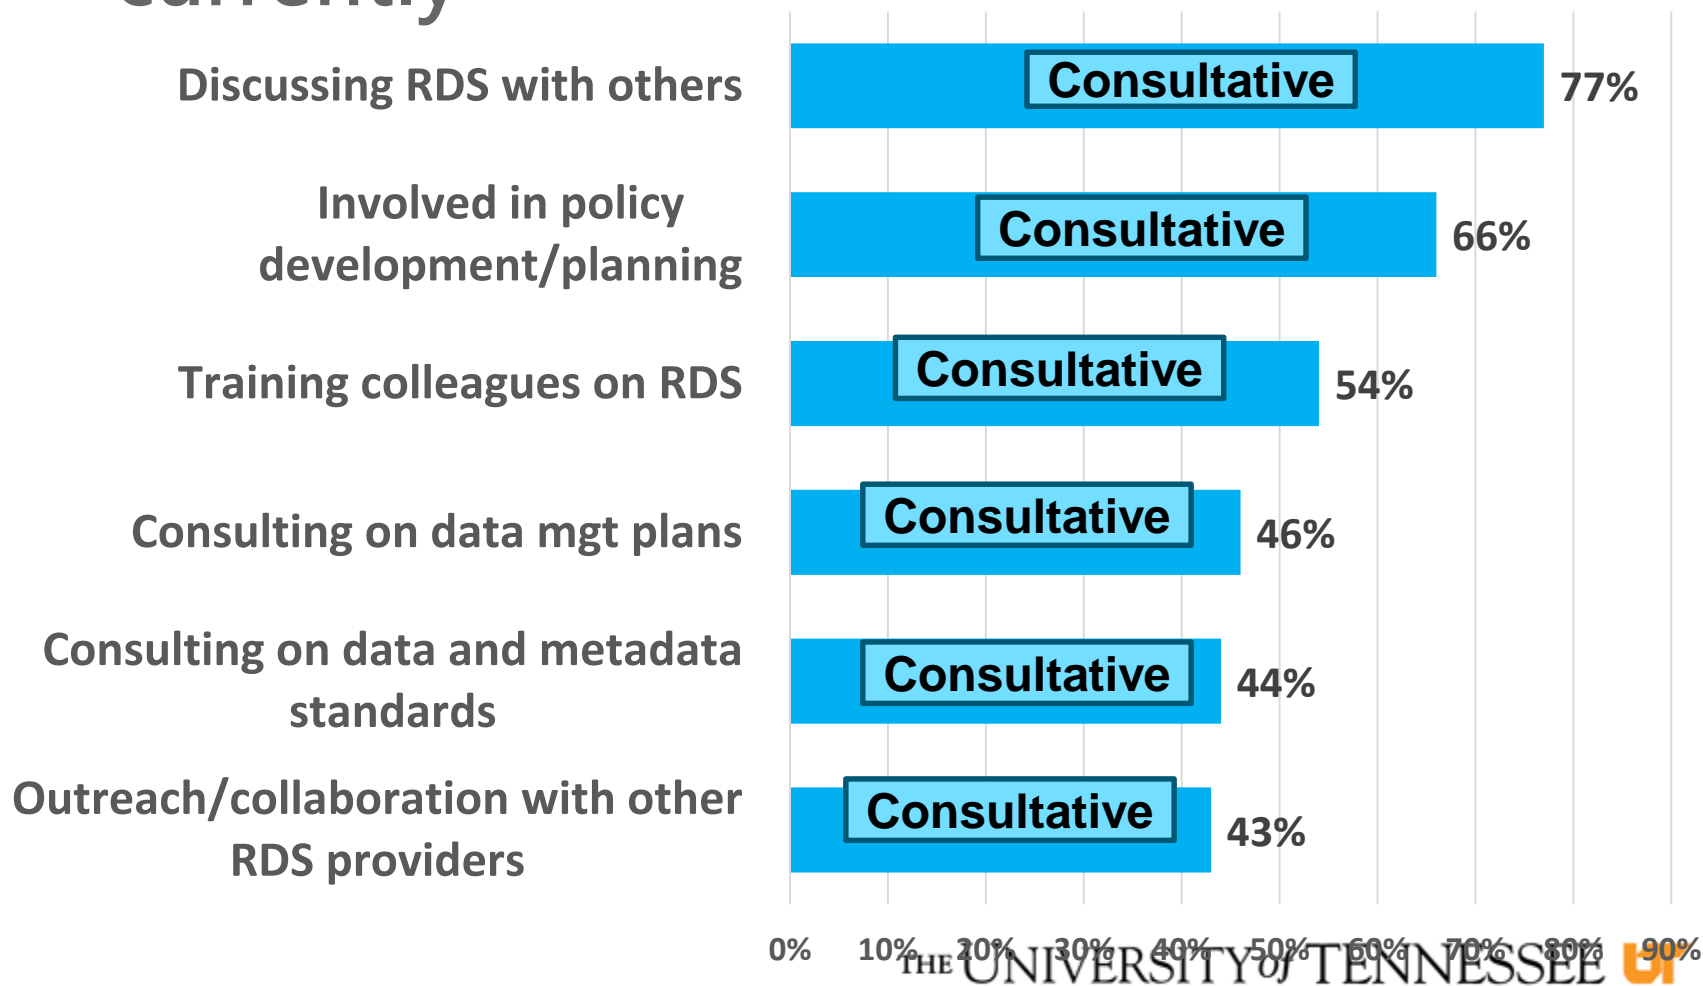 currently
Discussing RDS with others
Consultative
77%
Involved in policy
development/planning
Consultative
66%
Training colleagues on RDS
Consultative
54%
Consulting on data mgt plans
Consultative
46%
Consulting on data and metadata
standards
Consultative
44%
Outreach/collaboration with other
RDS providers
Consultative
43%
0% 10% 20% 30% 40% 50% 60% 70% 80% 90%
THE UNIVERSITY of TENNESSEE UT